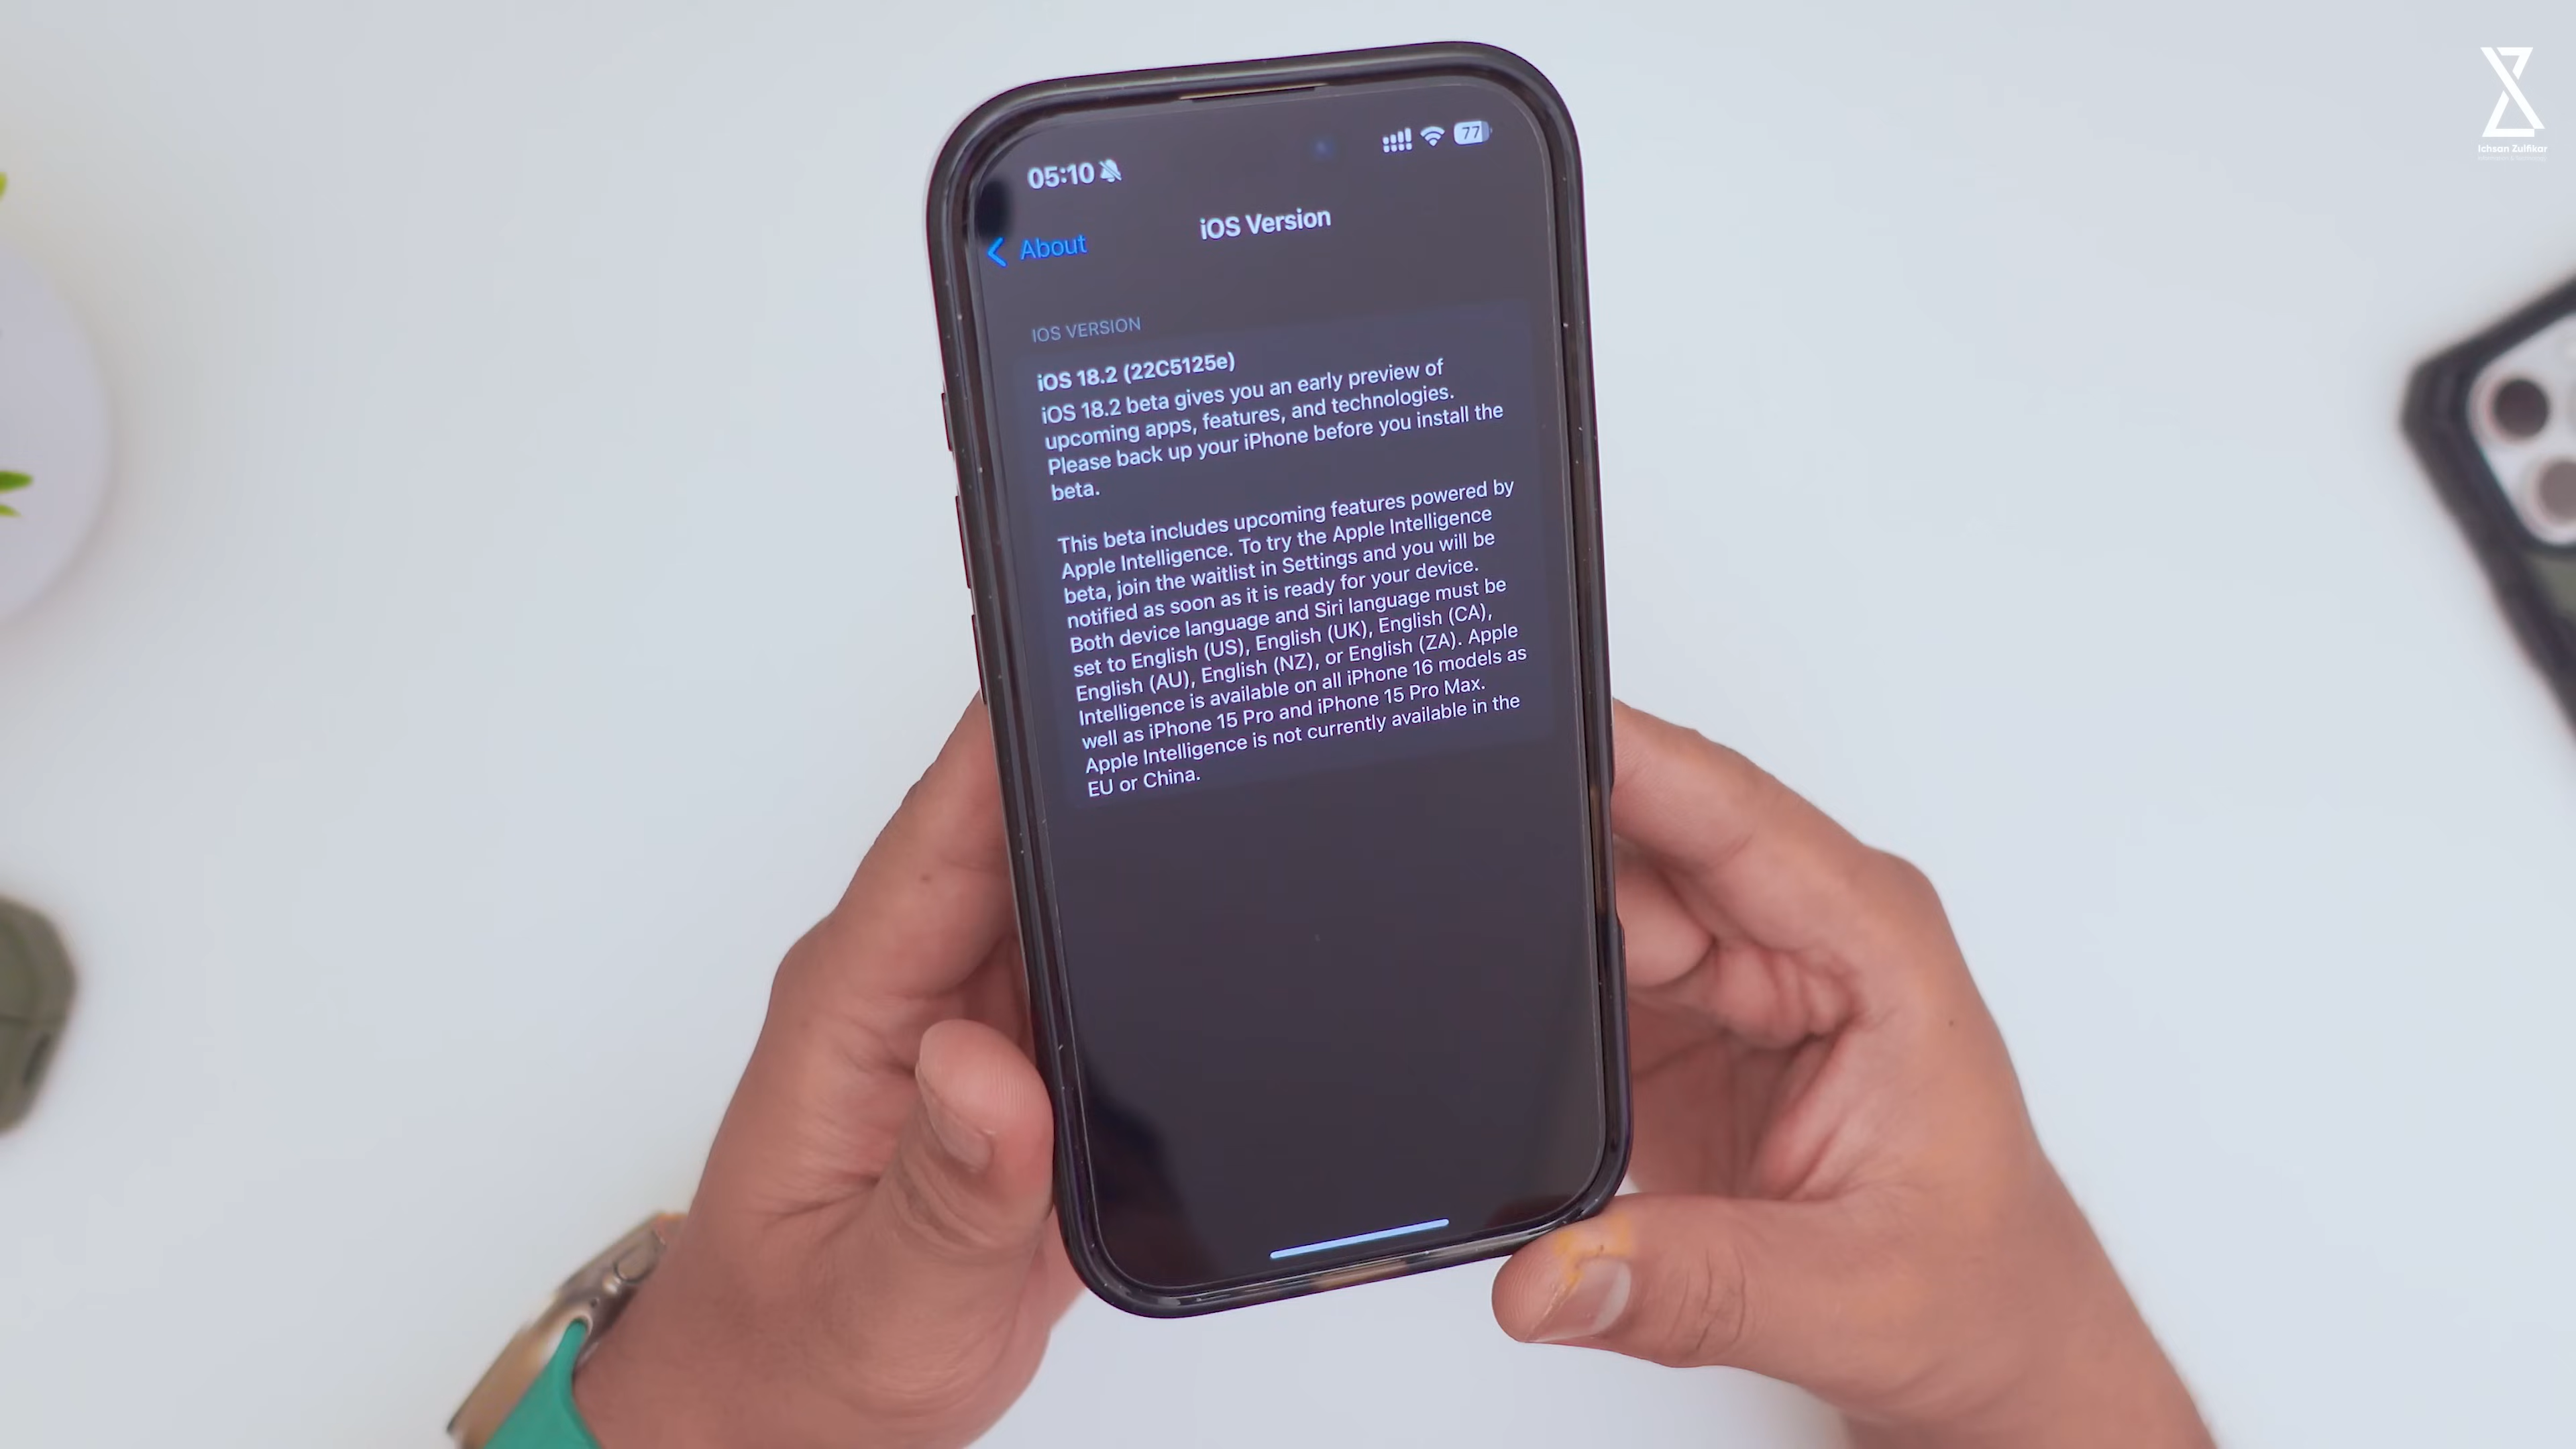 05:10
77
About
iOS Version
IOS VERSION
iOS 18.2 (22C5125e)
iOS 18.2 beta gives you an early preview of
upcoming apps, features, and technologies.
Please back up your iPhone before you install the
beta.
This beta includes upcoming features powered by
Apple Intelligence. To try the Apple Intelligence
beta, join the waitlist in Settings and you will be
notified as soon as it is ready for your device.
Both device language and Siri language must be
set to English (US), English (UK), English (CA),
English (AU), English (NZ), or English (ZA). Apple
Intelligence is available on all iPhone 16 models as
well as iPhone 15 Pro and iPhone 15 Pro Max.
Apple Intelligence is not currently available in the
EU or China.
Ichsan Zulfikar